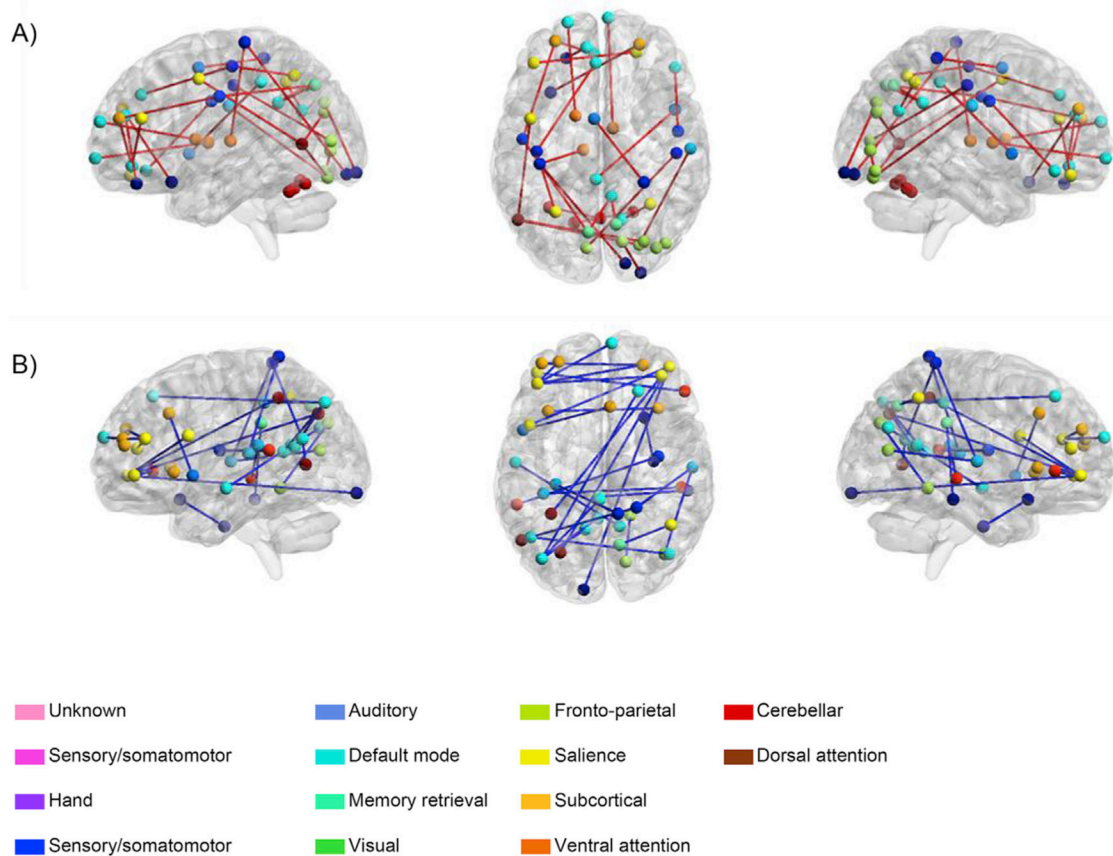 A)
B)
Unknown
Auditory
Fronto-parietal
Cerebellar
Sensory/somatomotor
Default mode
Salience
Dorsal attention
Hand
Memory retrieval
Subcortical
Sensory/somatomotor
Visual
Ventral attention